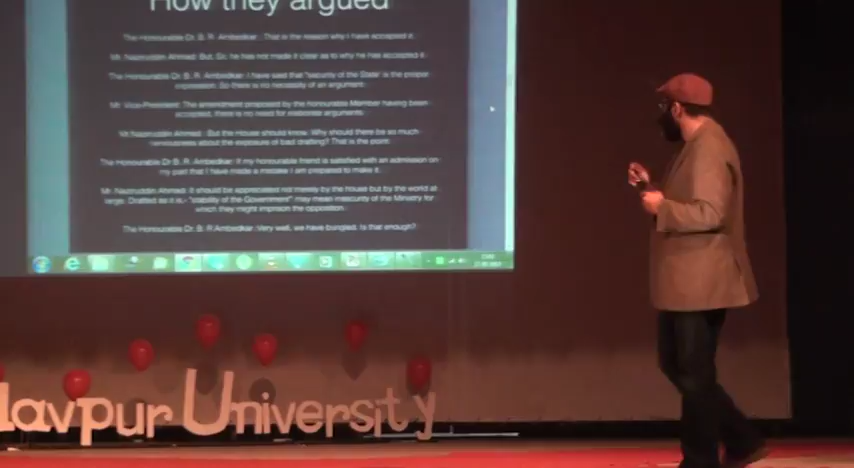 How they argued
The Honourable Dr. B. R. Ambedkar : That is the reason why I have accepted it.
Mr. Naziruddin Ahmad: But, Sir, he has not made it clear as to why he has accepted it
The Honourable Dr. B. R. Ambedkar: I have said that "security of the State' is the proper
expression. So there is no necessity of an argument.
Mr. Vice-President: The amendment proposed by the Honourable Member having been
accepted, there is no need for elaborate arguments.
Mr. Naziruddin Ahmad : But the House should know. Why should there be so much
nervousness about the exposure of bad drafting? That is the point.
The Honourable Dr B. R. Ambedkar: If my honourable friend is satisfied with an admission on
my part that I have made a mistake I am prepared to make it.
Mr. Naziruddin Ahmad: It should be appreciated not merely by the house but by the world at
large. Drafted as it is,- "stability of the Government" may mean insecurity of the Ministry for
which they might imprison the opposition.
The Honourable Dr. B. R Ambedkar :Very well, we have bungled. Is that enough?
davpur University